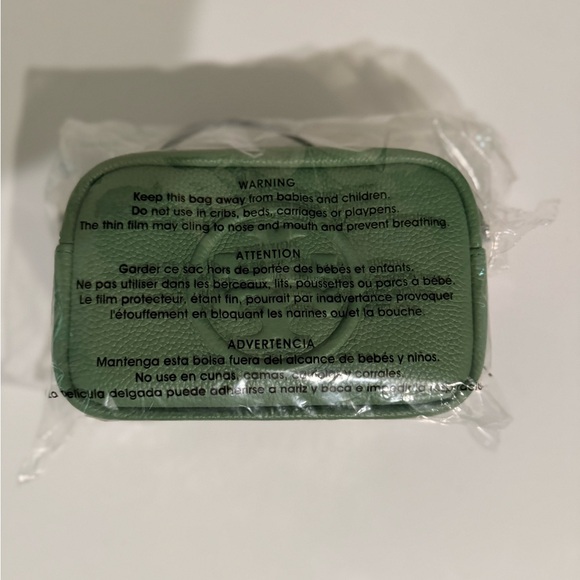 WARNING
Keep this bag away from babies and children.
Do not use in cribs, beds, carriages or playpens.
The thin film may cling to nose and mouth and prevent breathing.
ATTENTION
Garder ce sac hors de portée des bébés et enfants.
Ne pas utiliser dans les berceaux, lits, poussettes ou parcs à bébé.
Le film protecteur, étant fin, pourrait par inadvertance provoquer
l'étouffement en bloquant les narines ou et la bouche.
ADVERTENCIA
Mantenga esta bolsa fuera del alcance de bebés y niños.
No use en cunas, camas, corrales.
La película delgada puede adherirse a nariz y boca e impedir la